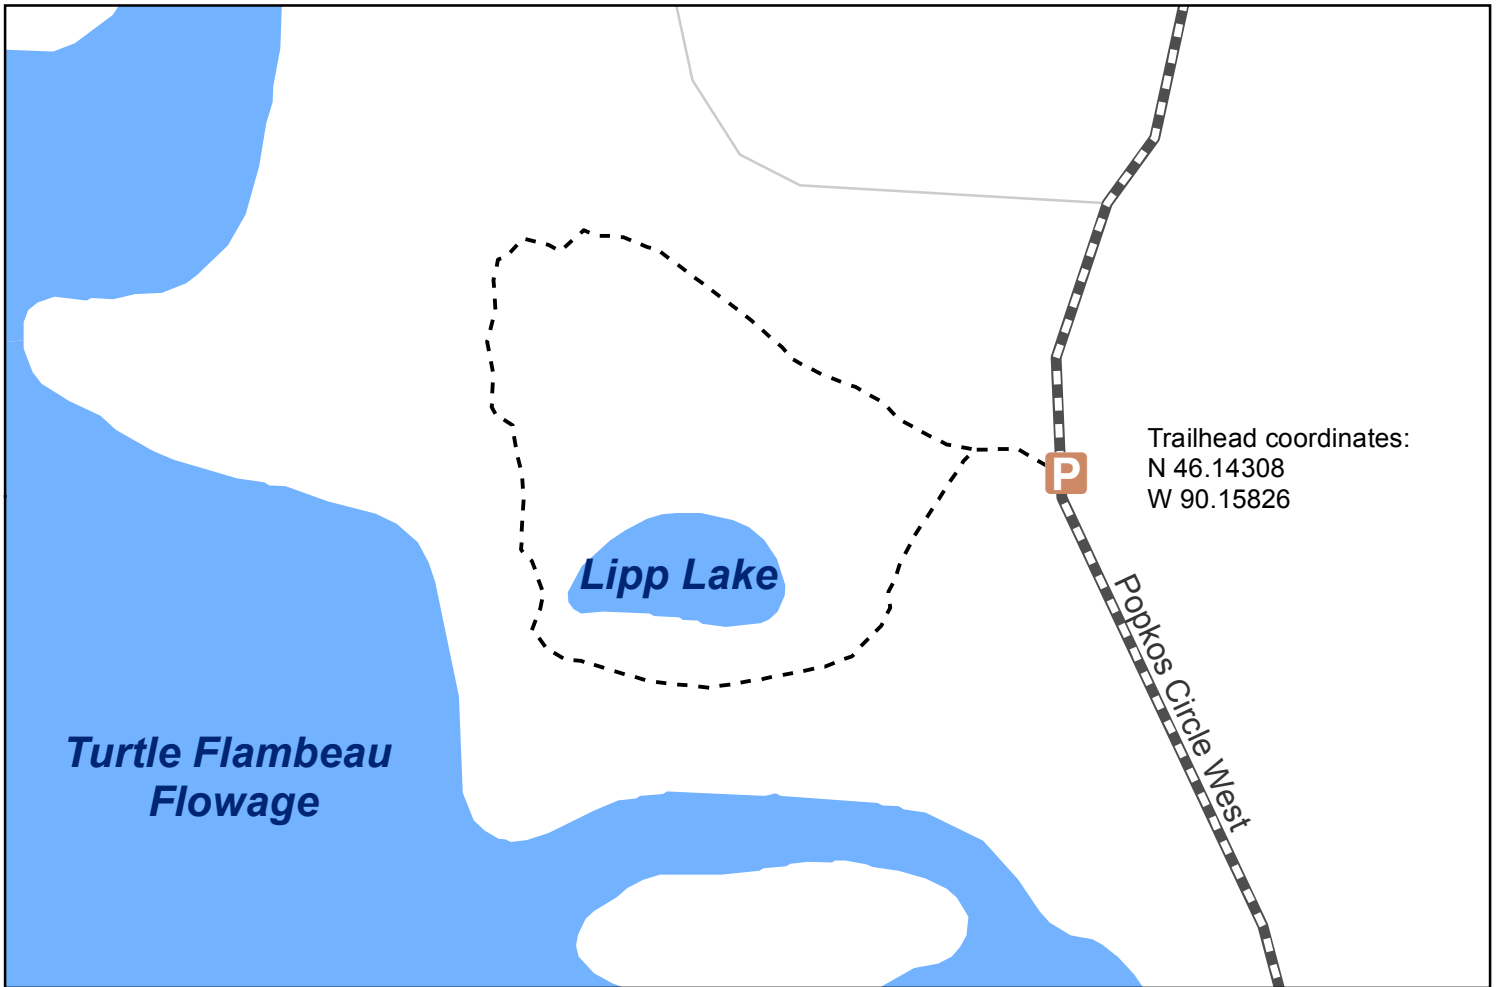 Trailhead coordinates:
N 46.14308
W 90.15826
P
Lipp Lake
Popkos Circle West
Turtle Flambeau
Flowage